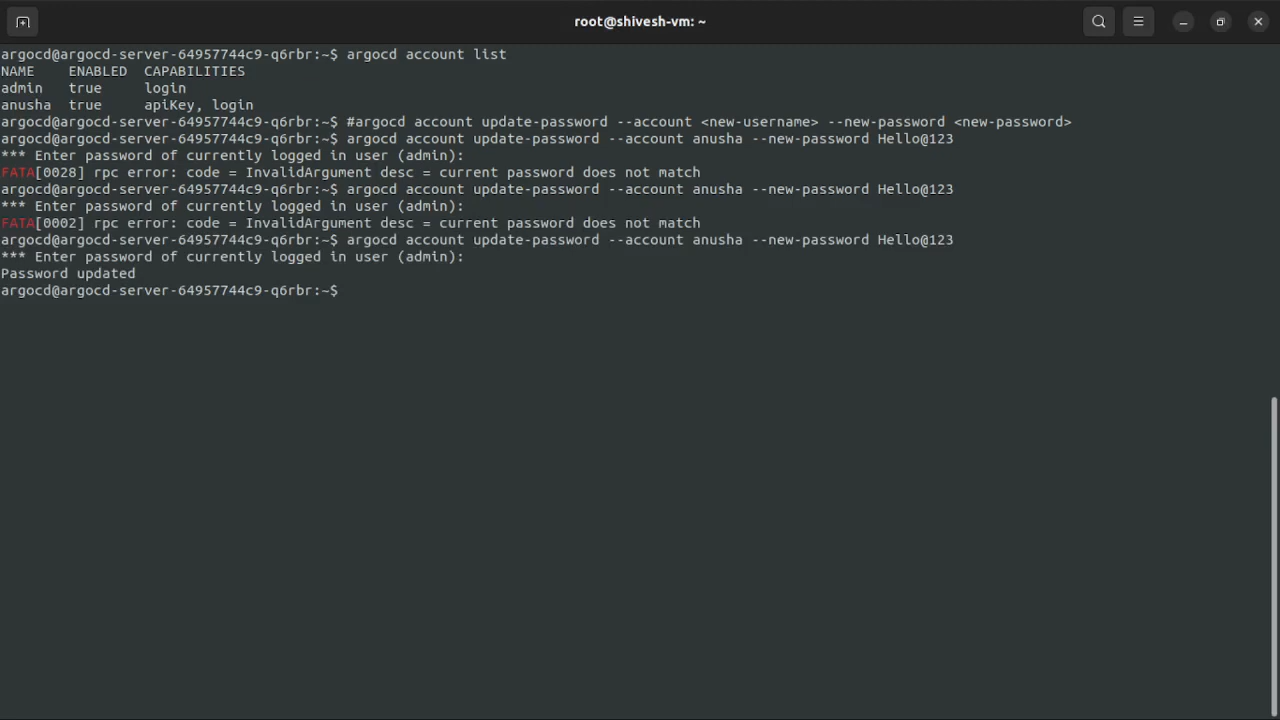 root@shivesh-vm: ~
argocd@argocd-server-64957744c9-q6rbr:~$ argocd account list
NAME    ENABLED  CAPABILITIES
admin   true     login
anusha  true     apiKey, login
argocd@argocd-server-64957744c9-q6rbr:~$ #argocd account update-password --account <new-username> --new-password <new-password>
argocd@argocd-server-64957744c9-q6rbr:~$ argocd account update-password --account anusha --new-password Hello@123
*** Enter password of currently logged in user (admin):
FATA[0028] rpc error: code = InvalidArgument desc = current password does not match
argocd@argocd-server-64957744c9-q6rbr:~$ argocd account update-password --account anusha --new-password Hello@123
*** Enter password of currently logged in user (admin):
FATA[0002] rpc error: code = InvalidArgument desc = current password does not match
argocd@argocd-server-64957744c9-q6rbr:~$ argocd account update-password --account anusha --new-password Hello@123
*** Enter password of currently logged in user (admin):
Password updated
argocd@argocd-server-64957744c9-q6rbr:~$